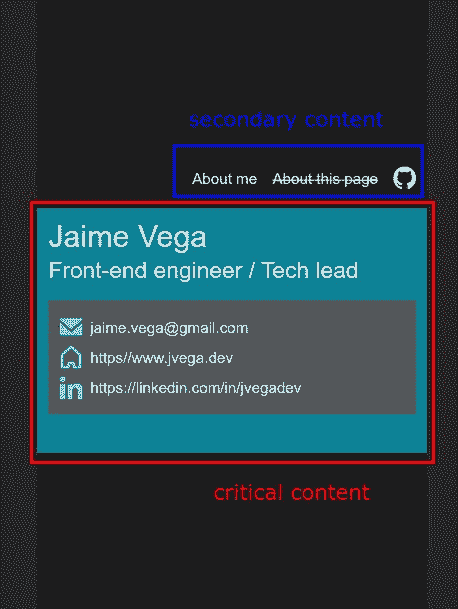 secondary content
About me About this page
Jaime Vega
Front-end engineer / Tech lead
jaime.vega@gmail.com
https//www.jvega.dev
https://linkedin.com/in/jvegadev
critical content